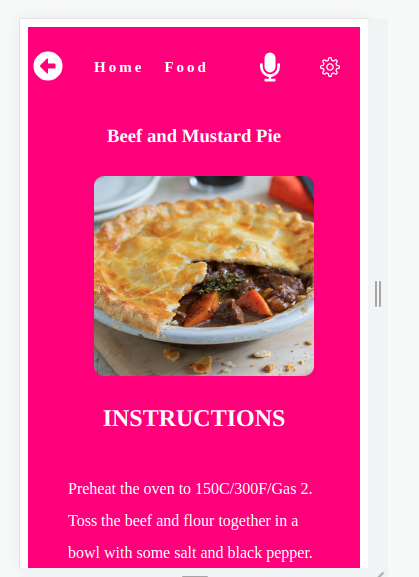 Home Food
Beef and Mustard Pie
INSTRUCTIONS
Preheat the oven to 150C/300F/Gas 2.
Toss the beef and flour together in a
bowl with some salt and black pepper.